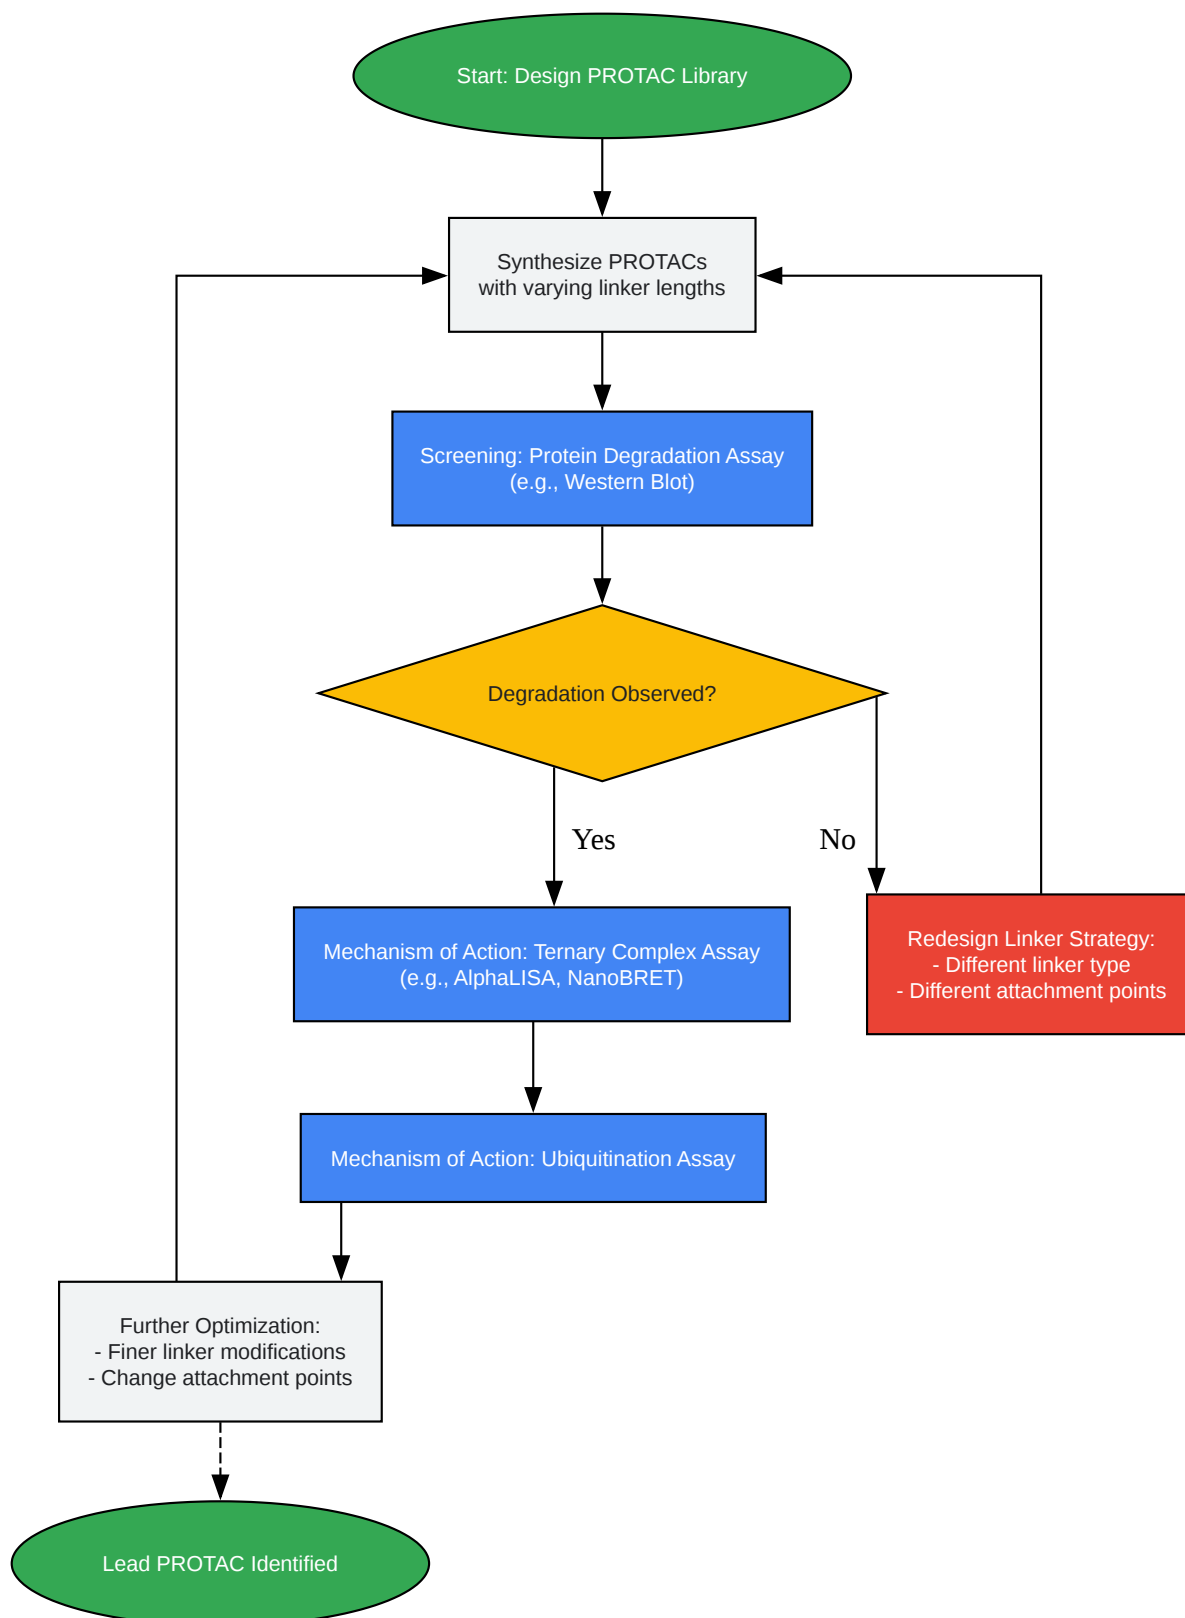 Start: Design PROTAC Library
Synthesize PROTACs
with varying linker lengths
Screening: Protein Degradation Assay
(e.g., Western Blot)
Degradation Observed?
Yes
No
Mechanism of Action: Ternary Complex Assay
(e.g., AlphaLISA, NanoBRET)
Redesign Linker Strategy:
- Different linker type
- Different attachment points
Mechanism of Action: Ubiquitination Assay
Further Optimization:
- Finer linker modifications
- Change attachment points
Lead PROTAC Identified